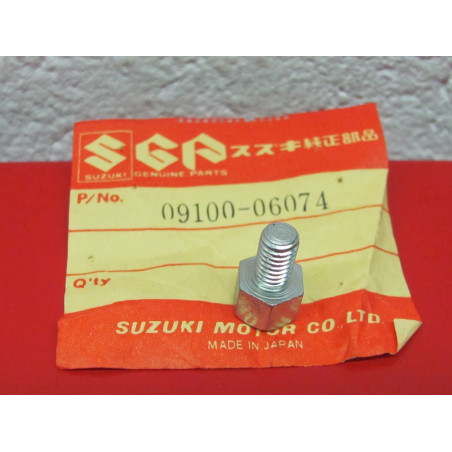 SGP スズキ純正部品
SUZUKI GENUINE PARTS
P/No. 09100-06074
Q'ty
SUZUKI MOTOR CO., LTD.
MADE IN JAPAN